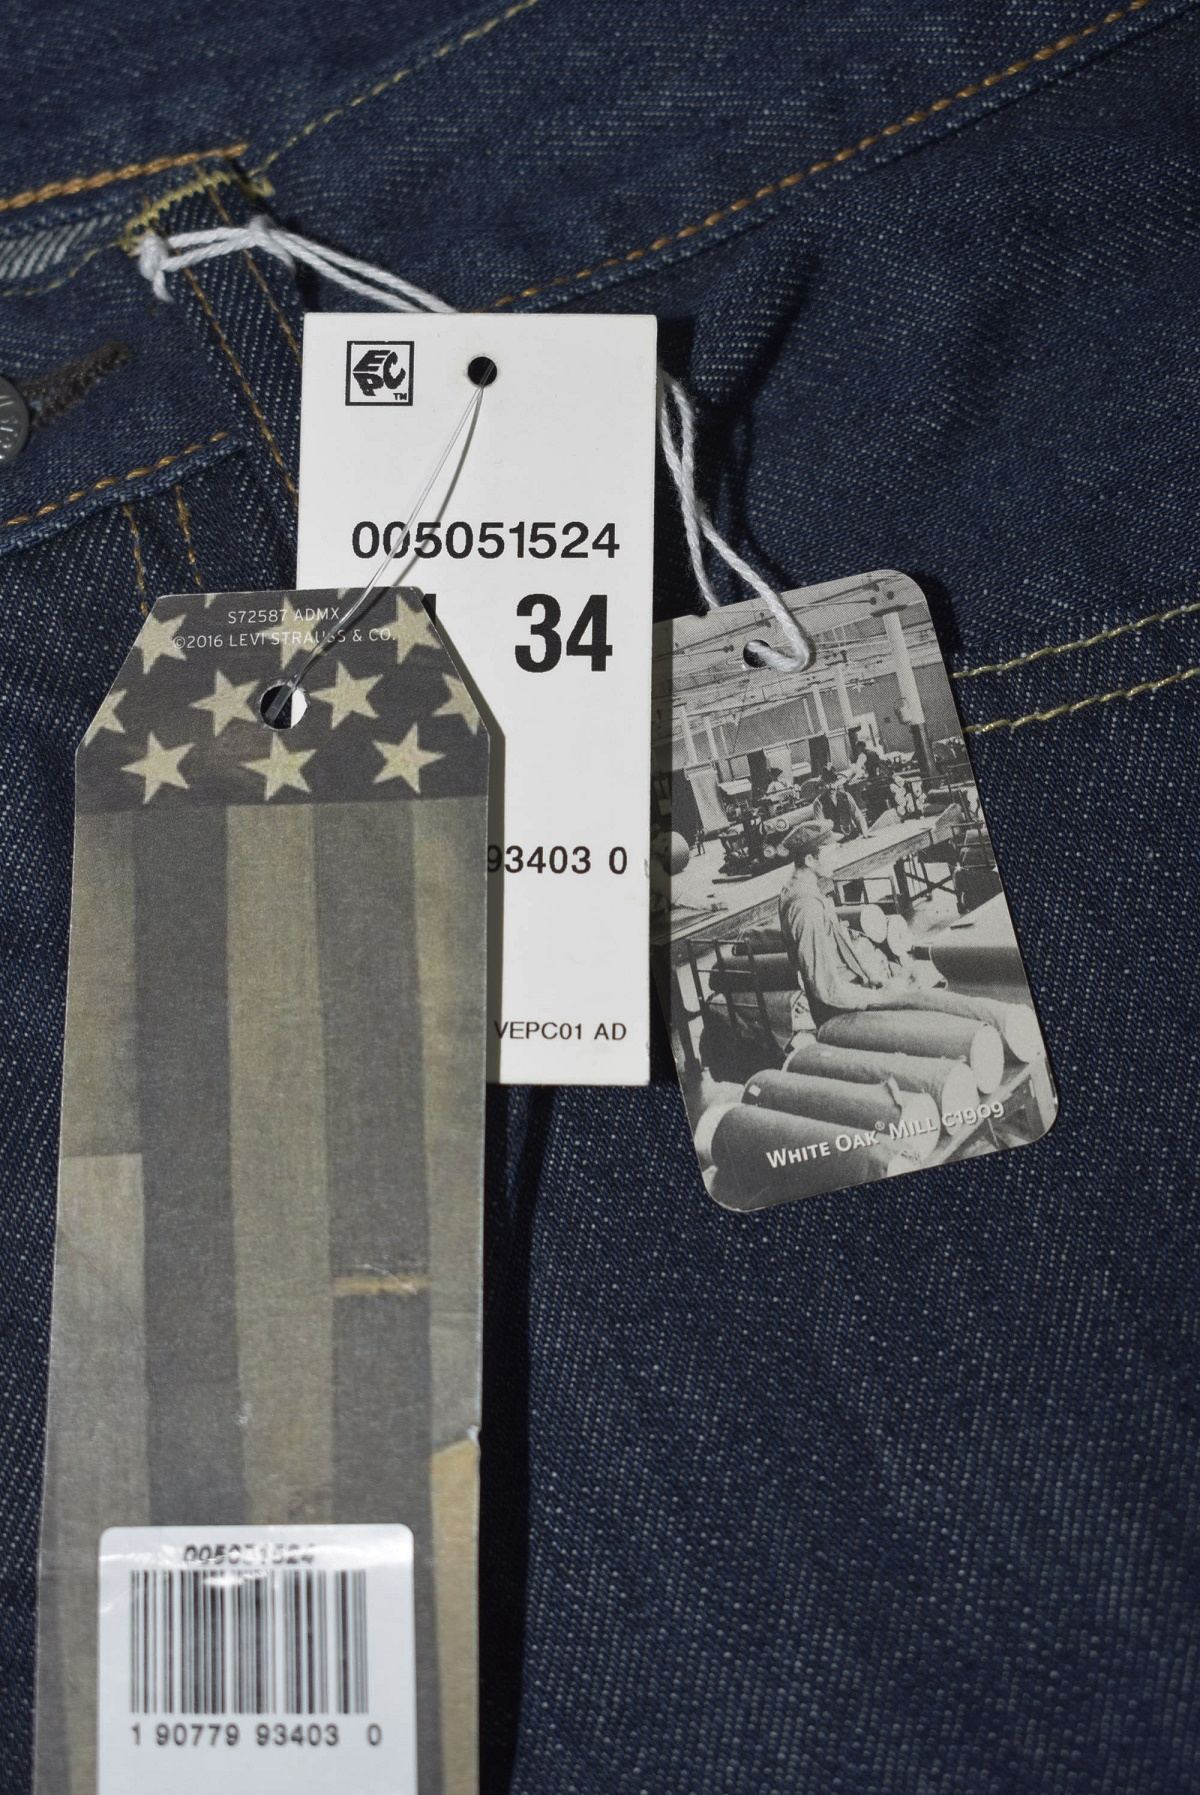 EPC
TM
005051524
34
93403 0
VEPC01 AD
S72587 ADMX
©2016 LEVI STRAUSS & CO.
WHITE OAK® MILL C1909
005051524
1 90779 93403 0